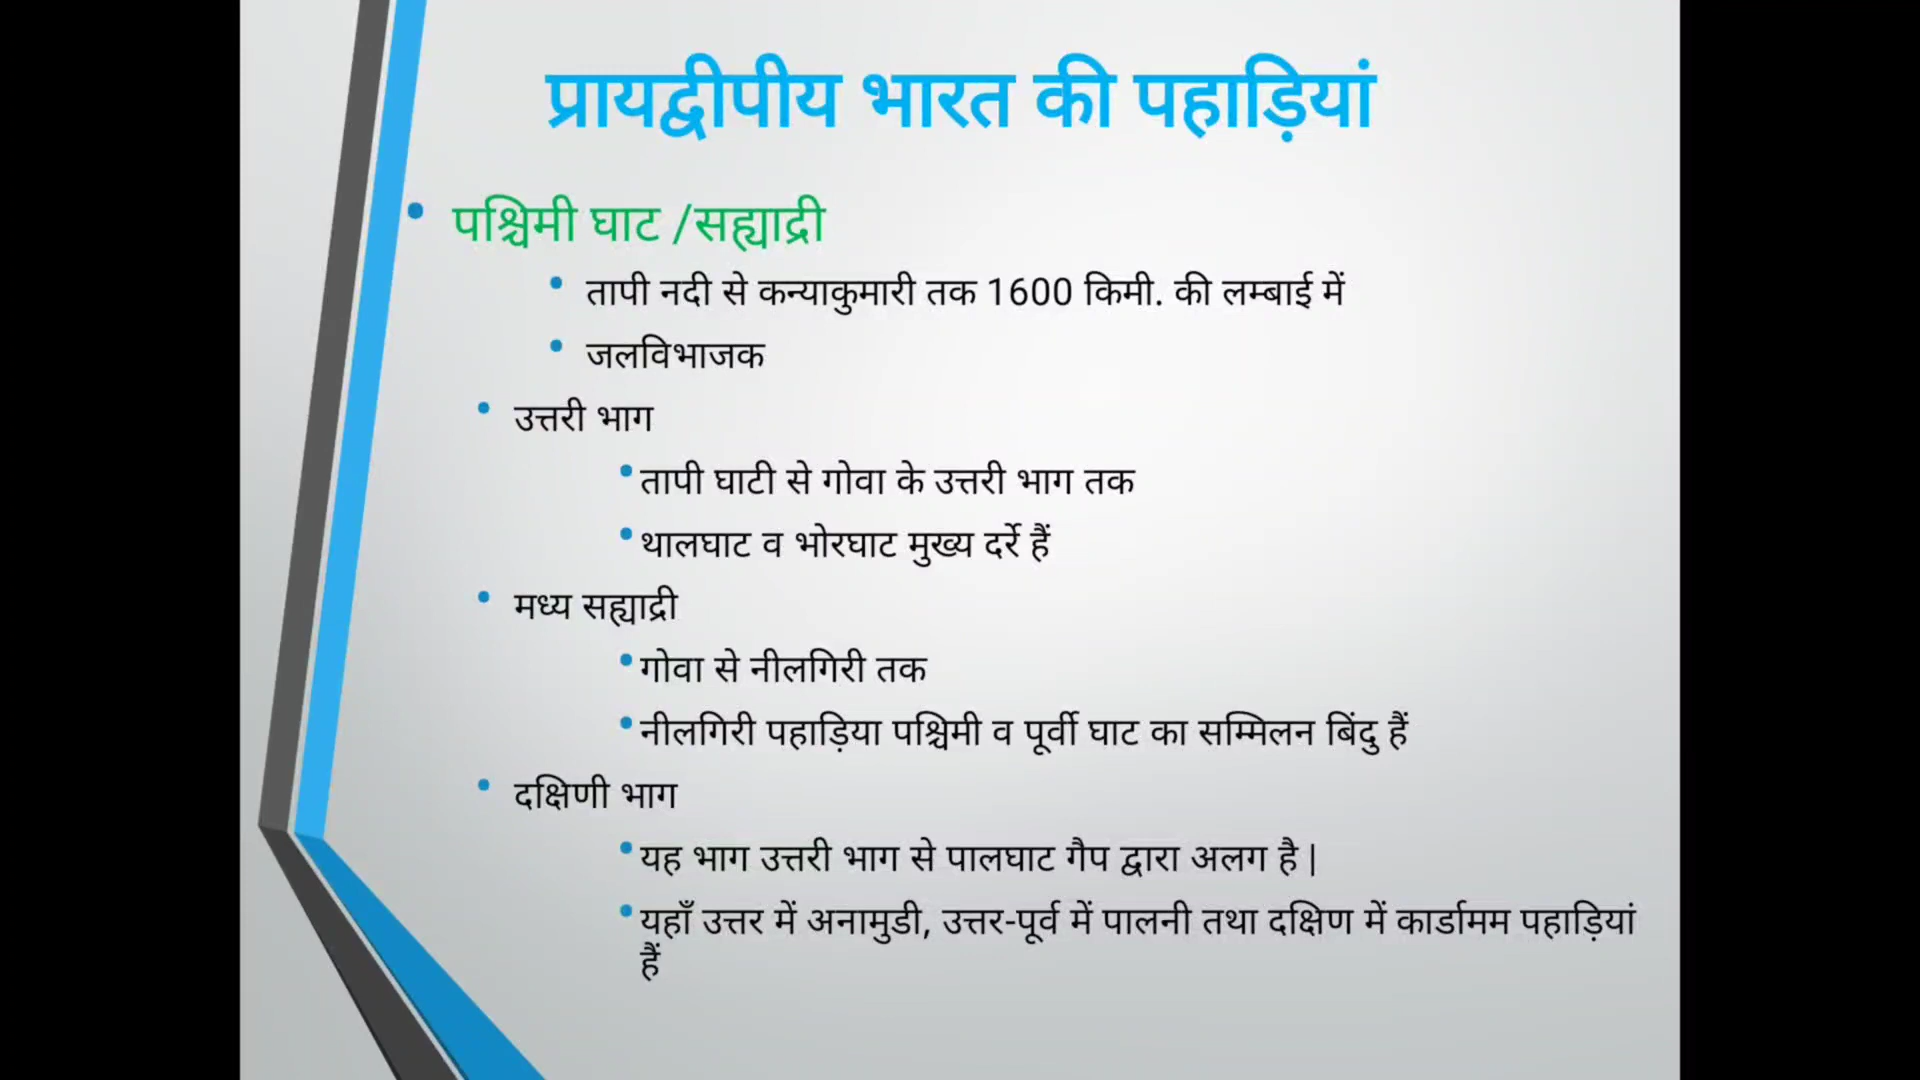 प्रायद्वीपीय भारत की पहाड़ियां
• पश्चिमी घाट /सह्याद्री
• तापी नदी से कन्याकुमारी तक 1600 किमी. की लम्बाई में
• जलविभाजक
• उत्तरी भाग
• तापी घाटी से गोवा के उत्तरी भाग तक
• थालघाट व भोरघाट मुख्य दर्रे हैं
• मध्य सह्याद्री
• गोवा से नीलगिरी तक
• नीलगिरी पहाड़िया पश्चिमी व पूर्वी घाट का सम्मिलन बिंदु हैं
• दक्षिणी भाग
• यह भाग उत्तरी भाग से पालघाट गैप द्वारा अलग है |
• यहाँ उत्तर में अनामुडी, उत्तर-पूर्व में पालनी तथा दक्षिण में कार्डामम पहाड़ियां
हैं